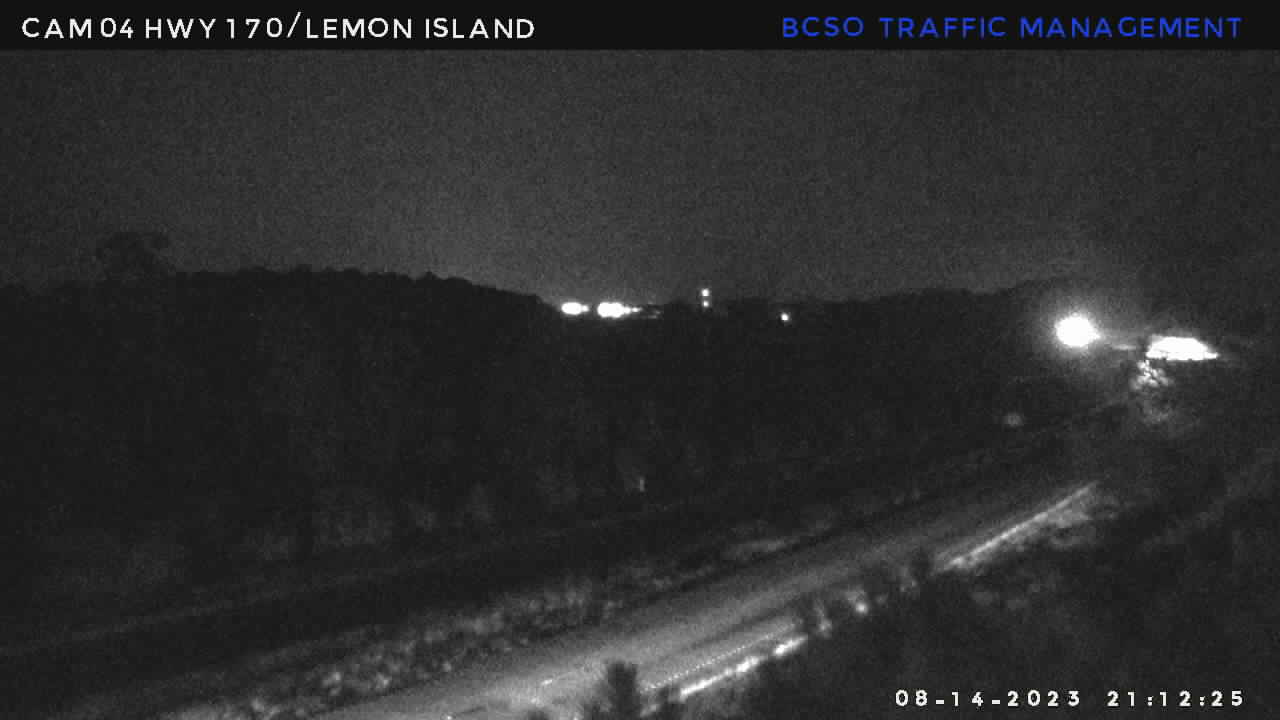 CAM04 HWY 170/LEMON ISLAND
BCSO TRAFFIC MANAGEMENT
08-14-2023 21:12:25